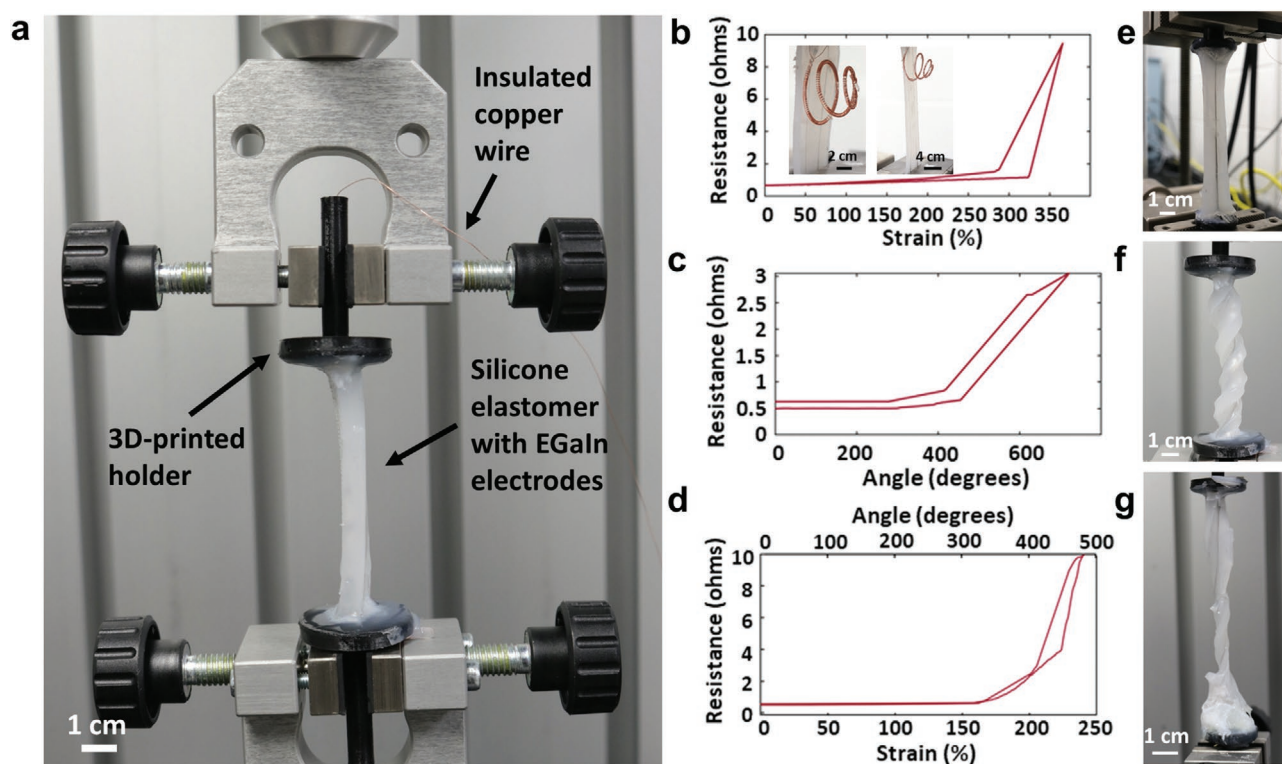 a
Insulated
copper
wire
3D-printed
holder
Silicone
elastomer
with EGaIn
electrodes
1 cm
b
Resistance (ohms)
10
8
6
4
2
0
2 cm
4 cm
0 50 100 150 200 250 300 350
Strain (%)
c
Resistance (ohms)
3
2.5
2
1.5
1
0.5
0
0 200 400 600
Angle (degrees)
d
Angle (degrees)
0 100 200 300 400 500
Resistance (ohms)
10
8
6
4
2
0
0 50 100 150 200 250
Strain (%)
e
1 cm
f
1 cm
g
1 cm